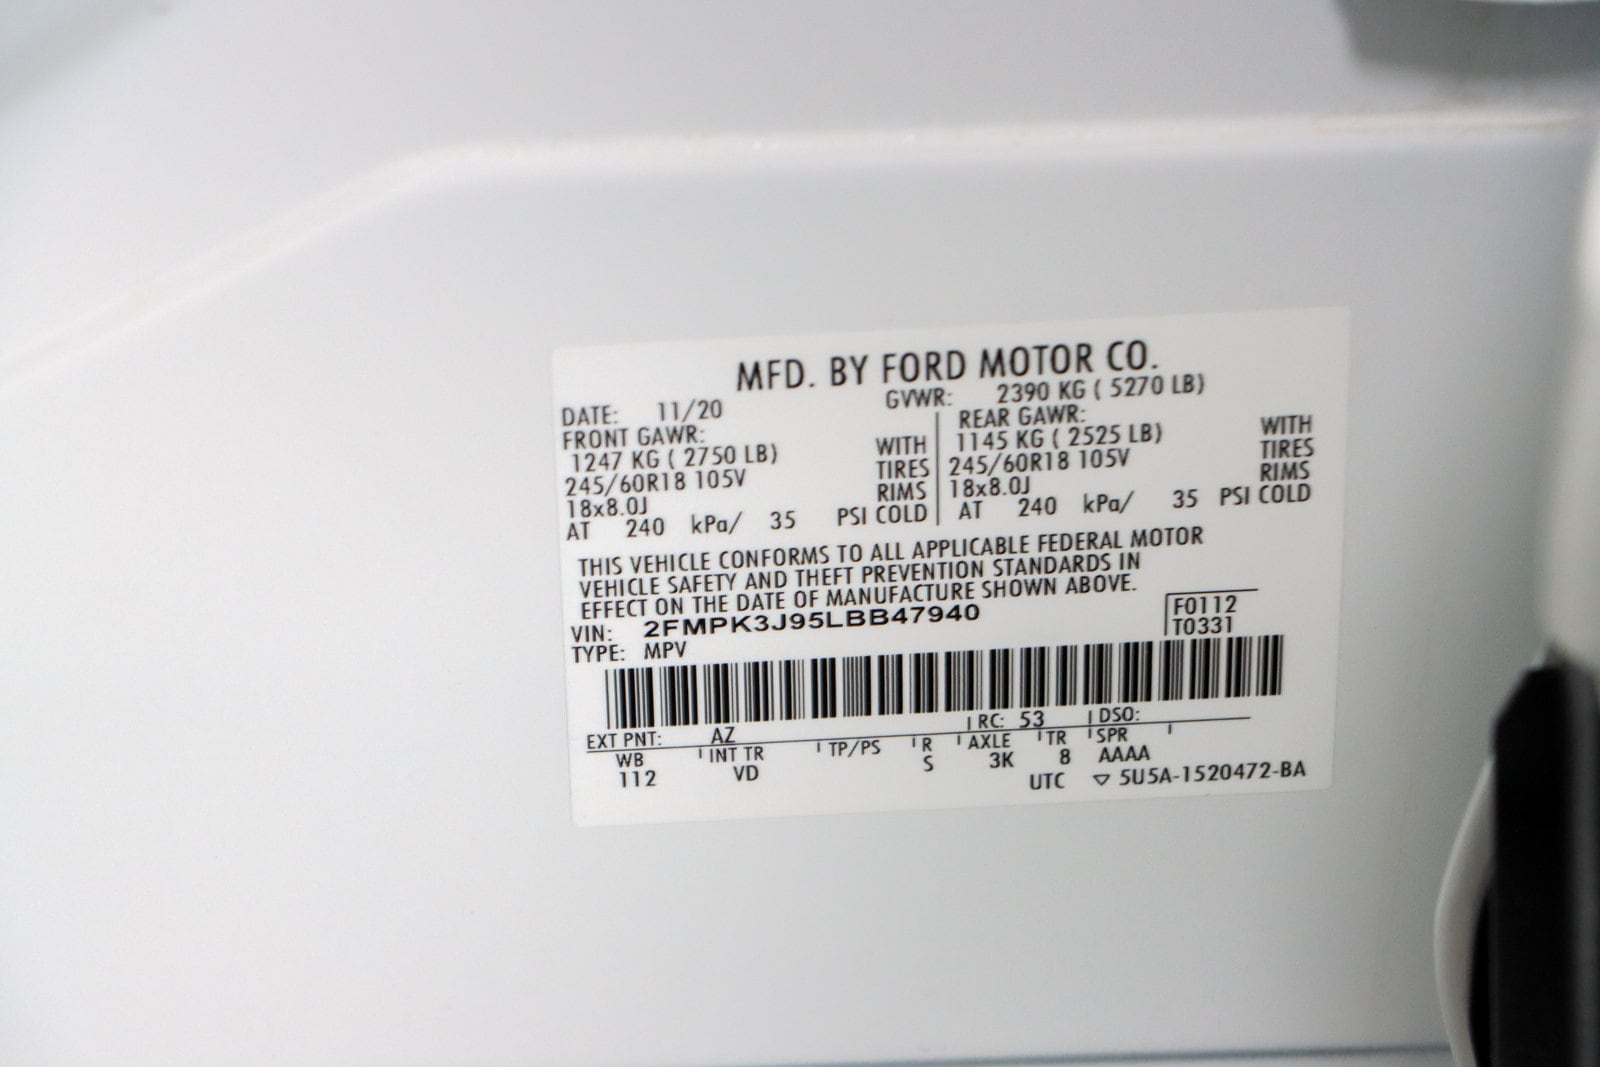 MFD. BY FORD MOTOR CO.
DATE: 11/20 GVWR: 2390 KG ( 5270 LB)
FRONT GAWR: REAR GAWR:
1247 KG ( 2750 LB) WITH 1145 KG ( 2525 LB) WITH
245/60R18 105V TIRES 245/60R18 105V TIRES
18x8.0J RIMS 18x8.0J RIMS
AT 240 kPa/ 35 PSI COLD AT 240 kPa/ 35 PSI COLD
THIS VEHICLE CONFORMS TO ALL APPLICABLE FEDERAL MOTOR
VEHICLE SAFETY AND THEFT PREVENTION STANDARDS IN
EFFECT ON THE DATE OF MANUFACTURE SHOWN ABOVE.
VIN: 2FMPK3J95LBB47940 F0112
TYPE: MPV T0331
EXT PNT: AZ RC: 53 DSO:
WB INT TR TP/PS R AXLE TR SPR
112 VD S 3K 8 AAAA
UTC ▽ 5U5A-1520472-BA